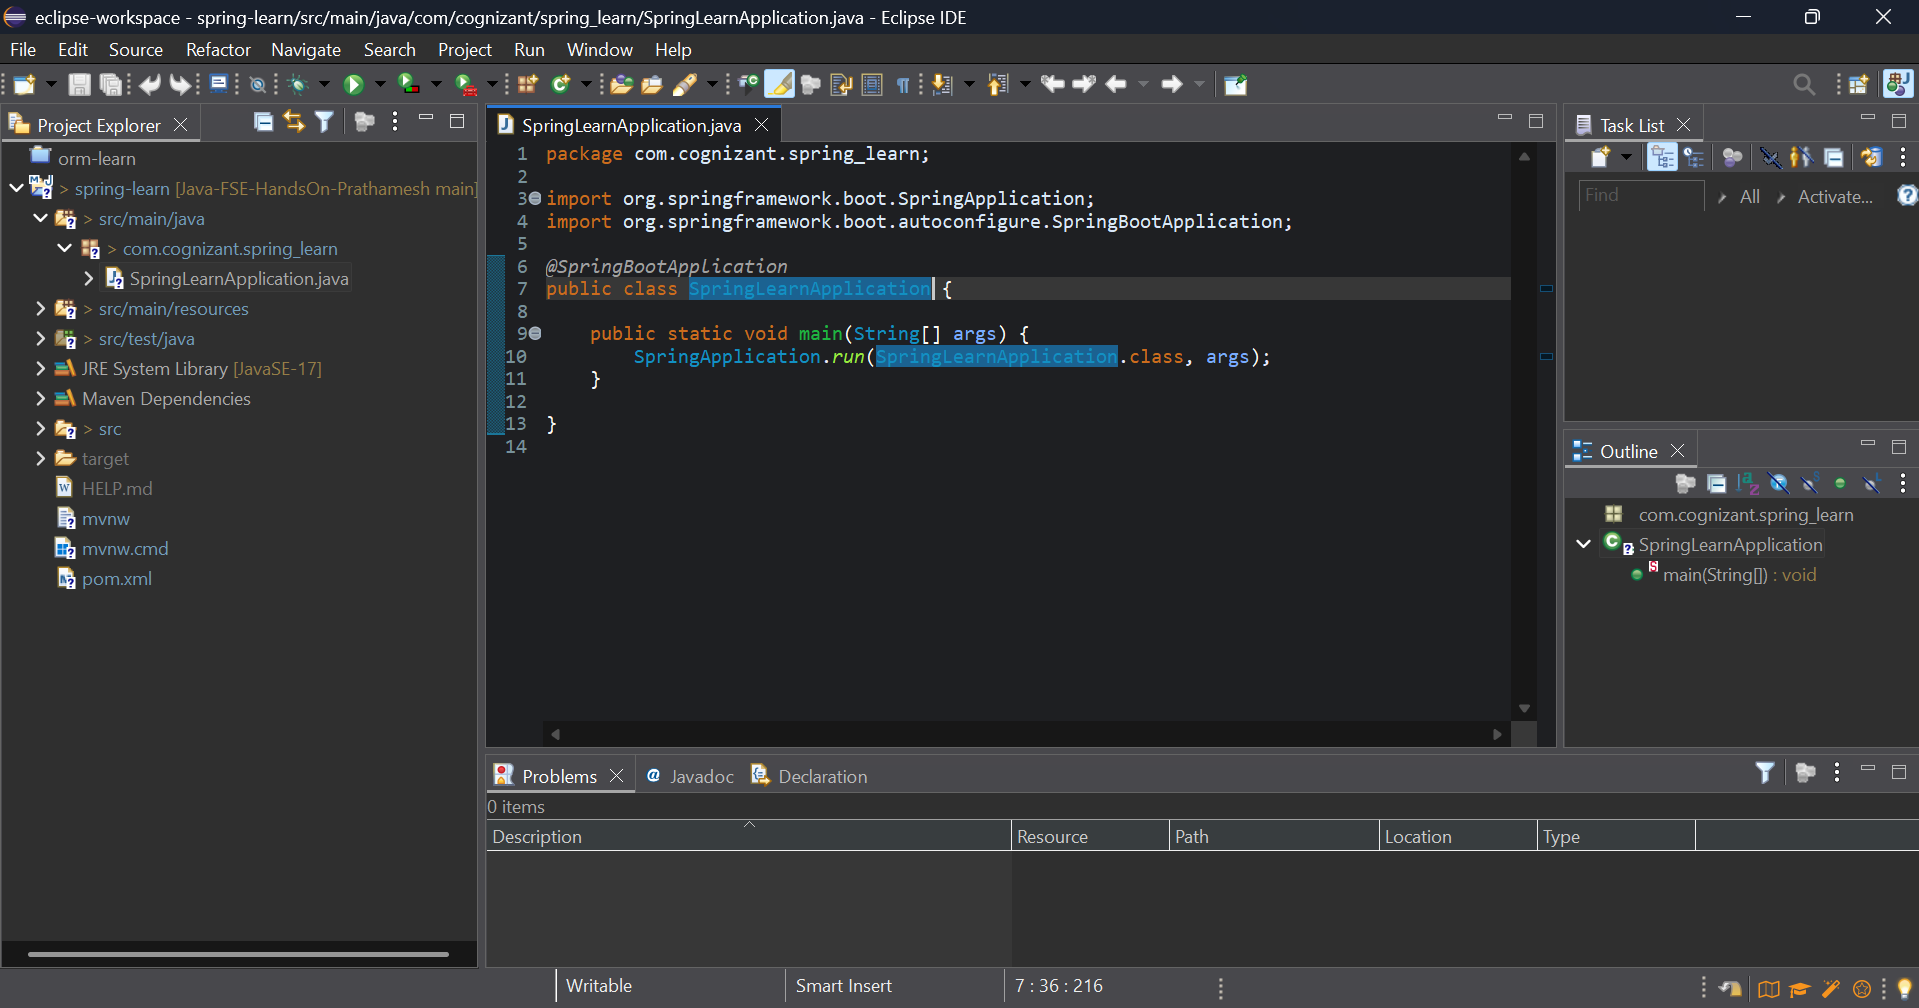 eclipse-workspace - spring-learn/src/main/java/com/cognizant/spring_learn/SpringLearnApplication.java - Eclipse IDE
File Edit Source Refactor Navigate Search Project Run Window Help
Project Explorer
orm-learn
> spring-learn [Java-FSE-HandsOn-Prathamesh main]
> src/main/java
> com.cognizant.spring_learn
SpringLearnApplication.java
> src/main/resources
> src/test/java
JRE System Library [JavaSE-17]
Maven Dependencies
> src
target
HELP.md
mvnw
mvnw.cmd
pom.xml
SpringLearnApplication.java
1 package com.cognizant.spring_learn;
2
3 import org.springframework.boot.SpringApplication;
4 import org.springframework.boot.autoconfigure.SpringBootApplication;
5
6 @SpringBootApplication
7 public class SpringLearnApplication {
8
9     public static void main(String[] args) {
10         SpringApplication.run(SpringLearnApplication.class, args);
11     }
12
13 }
14
Task List
Find All Activate...
Outline
com.cognizant.spring_learn
SpringLearnApplication
main(String[]) : void
Problems Javadoc Declaration
0 items
Description Resource Path Location Type
Writable Smart Insert 7 : 36 : 216